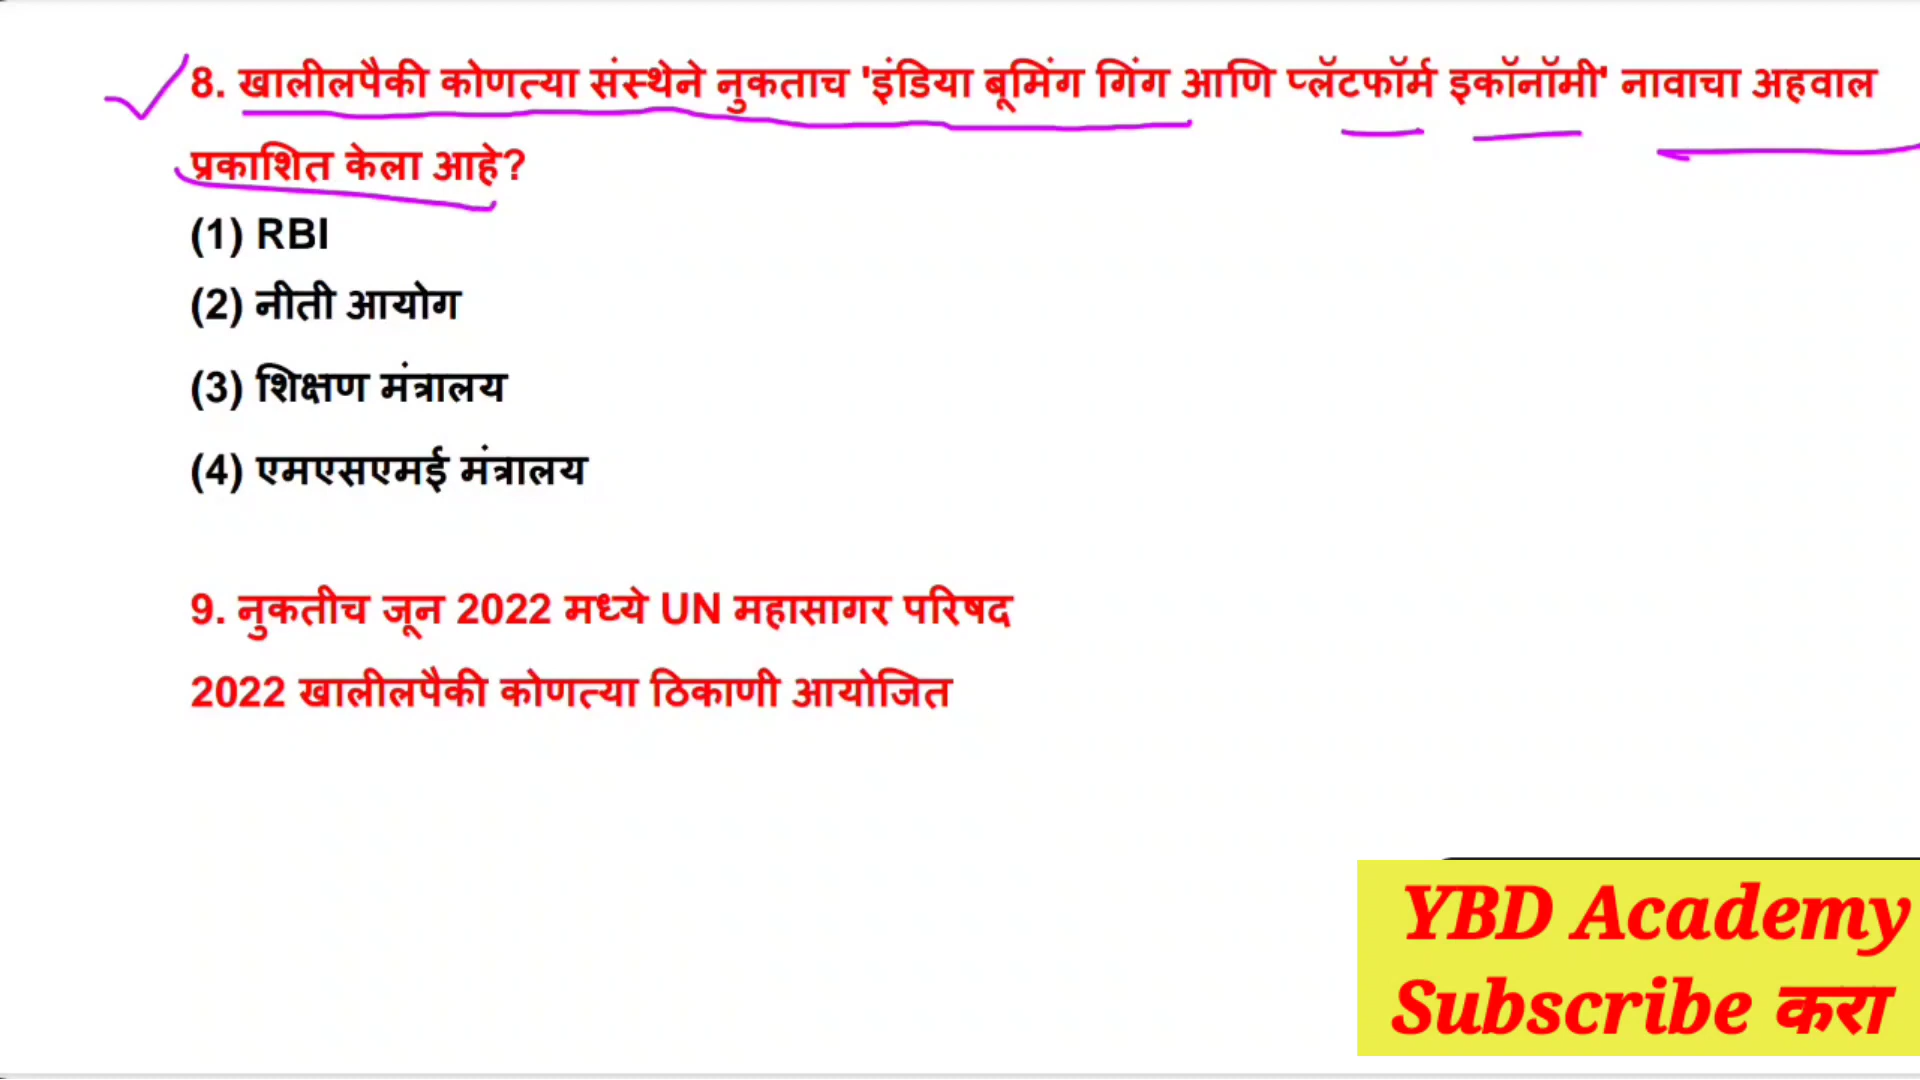 8. खालीलपैकी कोणत्या संस्थेने नुकताच 'इंडिया बूमिंग गिंग आणि प्लॅटफॉर्म इकॉनॉमी' नावाचा अहवाल
प्रकाशित केला आहे?
(1) RBI
(2) नीती आयोग
(3) शिक्षण मंत्रालय
(4) एमएसएमई मंत्रालय
9. नुकतीच जून 2022 मध्ये UN महासागर परिषद
2022 खालीलपैकी कोणत्या ठिकाणी आयोजित
YBD Academy
Subscribe करा